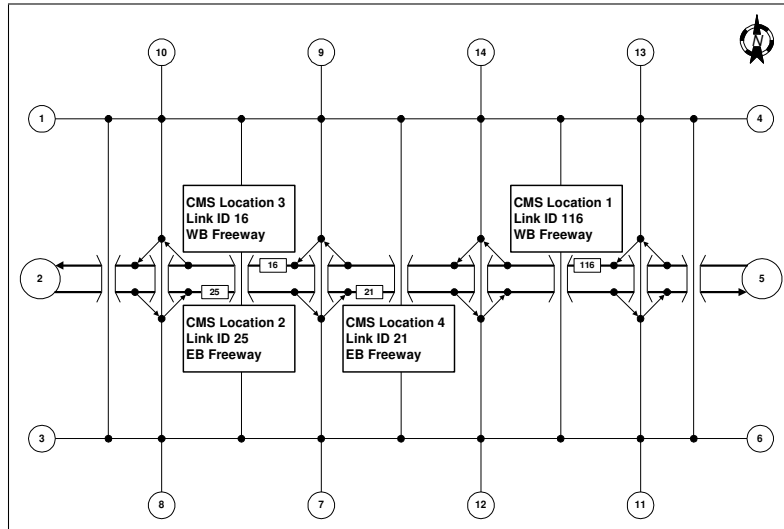 N
10
9
14
13
1
4
CMS Location 3
Link ID 16
WB Freeway
CMS Location 1
Link ID 116
WB Freeway
2
16
116
5
25
21
CMS Location 2
Link ID 25
EB Freeway
CMS Location 4
Link ID 21
EB Freeway
3
6
8
7
12
11